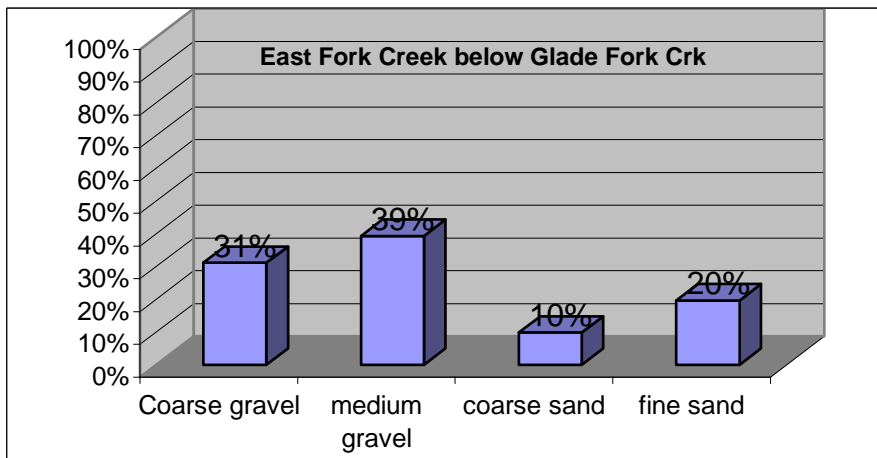 East Fork Creek below Glade Fork Crk
100%
90%
80%
70%
60%
50%
40%
30%
20%
10%
0%
31%
39%
10%
20%
Coarse gravel
medium
gravel
coarse sand
fine sand